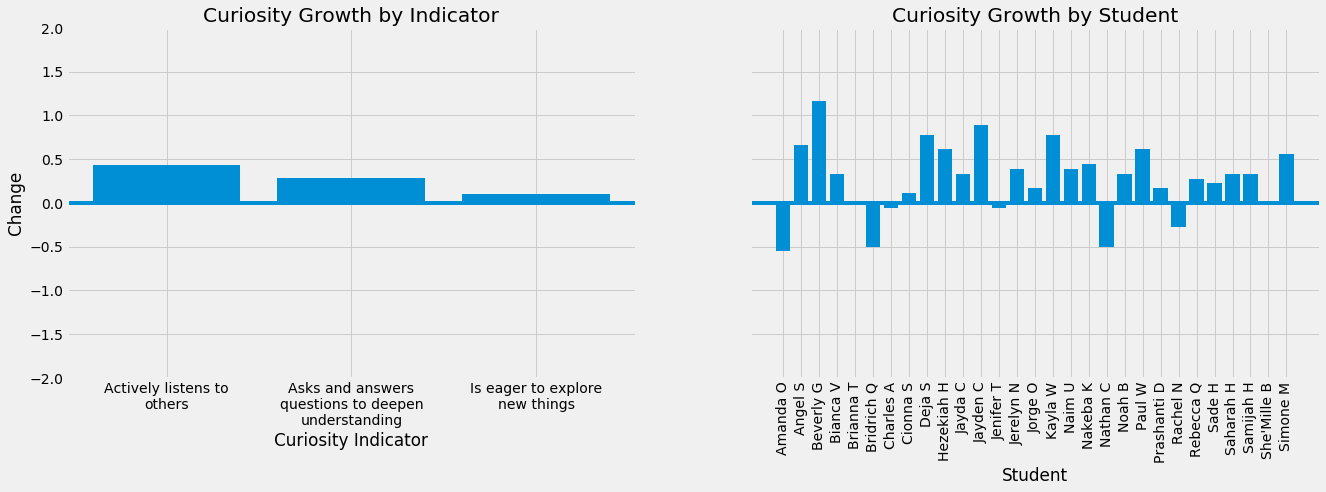 Curiosity Growth by Indicator
2.0
1.5
1.0
0.5
0.0
−0.5
−1.0
−1.5
−2.0
Change
Actively listens to
others
Asks and answers
questions to deepen
understanding
Is eager to explore
new things
Curiosity Indicator
Curiosity Growth by Student
Amanda O
Angel S
Beverly G
Bianca V
Brianna T
Bridrich Q
Charles A
Cionna S
Deja S
Hezekiah H
Jayda C
Jayden C
Jennifer T
Jerelyn N
Jorge O
Kayla W
Naim U
Nakeba K
Nathan C
Noah B
Paul W
Prashanti D
Rachel N
Rebecca Q
Sade H
Saharah H
Samijah H
She'Mille B
Simone M
Student